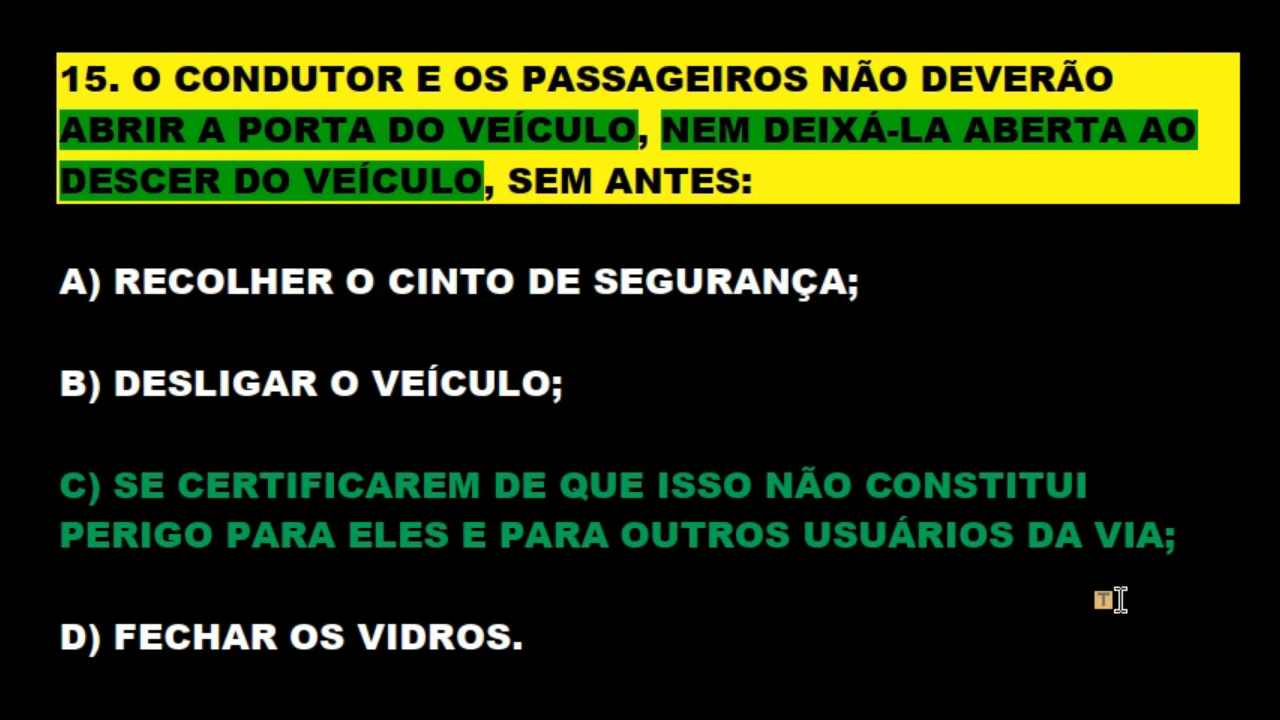 15. O CONDUTOR E OS PASSAGEIROS NÃO DEVERÃO
ABRIR A PORTA DO VEÍCULO, NEM DEIXÁ-LA ABERTA AO
DESCER DO VEÍCULO, SEM ANTES:
A) RECOLHER O CINTO DE SEGURANÇA;
B) DESLIGAR O VEÍCULO;
C) SE CERTIFICAREM DE QUE ISSO NÃO CONSTITUI
PERIGO PARA ELES E PARA OUTROS USUÁRIOS DA VIA;
T
D) FECHAR OS VIDROS.